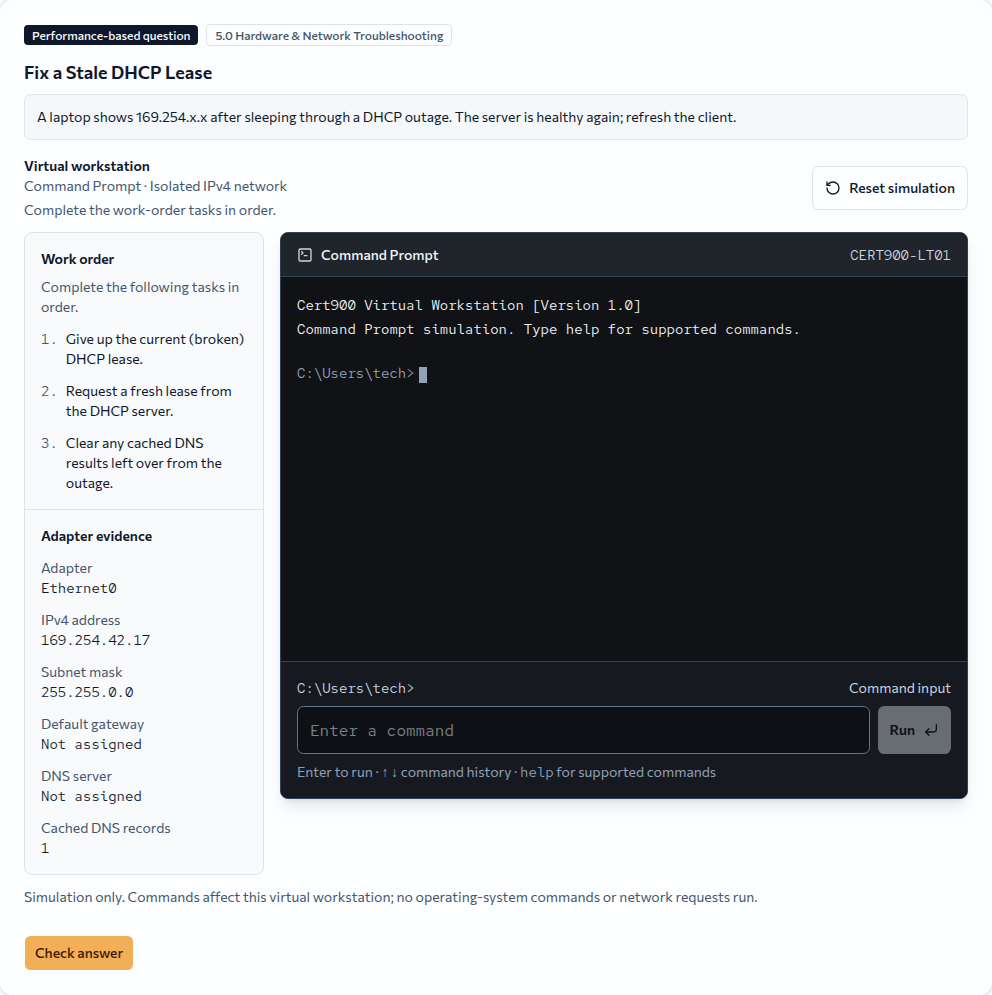 Performance-based question
5.0 Hardware & Network Troubleshooting
Fix a Stale DHCP Lease
A laptop shows 169.254.x.x after sleeping through a DHCP outage. The server is healthy again; refresh the client.
Virtual workstation
Command Prompt · Isolated IPv4 network
Complete the work-order tasks in order.
Reset simulation
Work order
Complete the following tasks in
order.
1. Give up the current (broken)
DHCP lease.
2. Request a fresh lease from
the DHCP server.
3. Clear any cached DNS
results left over from the
outage.
Adapter evidence
Adapter
Ethernet0
IPv4 address
169.254.42.17
Subnet mask
255.255.0.0
Default gateway
Not assigned
DNS server
Not assigned
Cached DNS records
1
Command Prompt
CERT900-LT01
Cert900 Virtual Workstation [Version 1.0]
Command Prompt simulation. Type help for supported commands.
C:\Users\tech>
C:\Users\tech>
Command input
Enter a command
Run
Enter to run · ↑ ↓ command history · help for supported commands
Simulation only. Commands affect this virtual workstation; no operating-system commands or network requests run.
Check answer